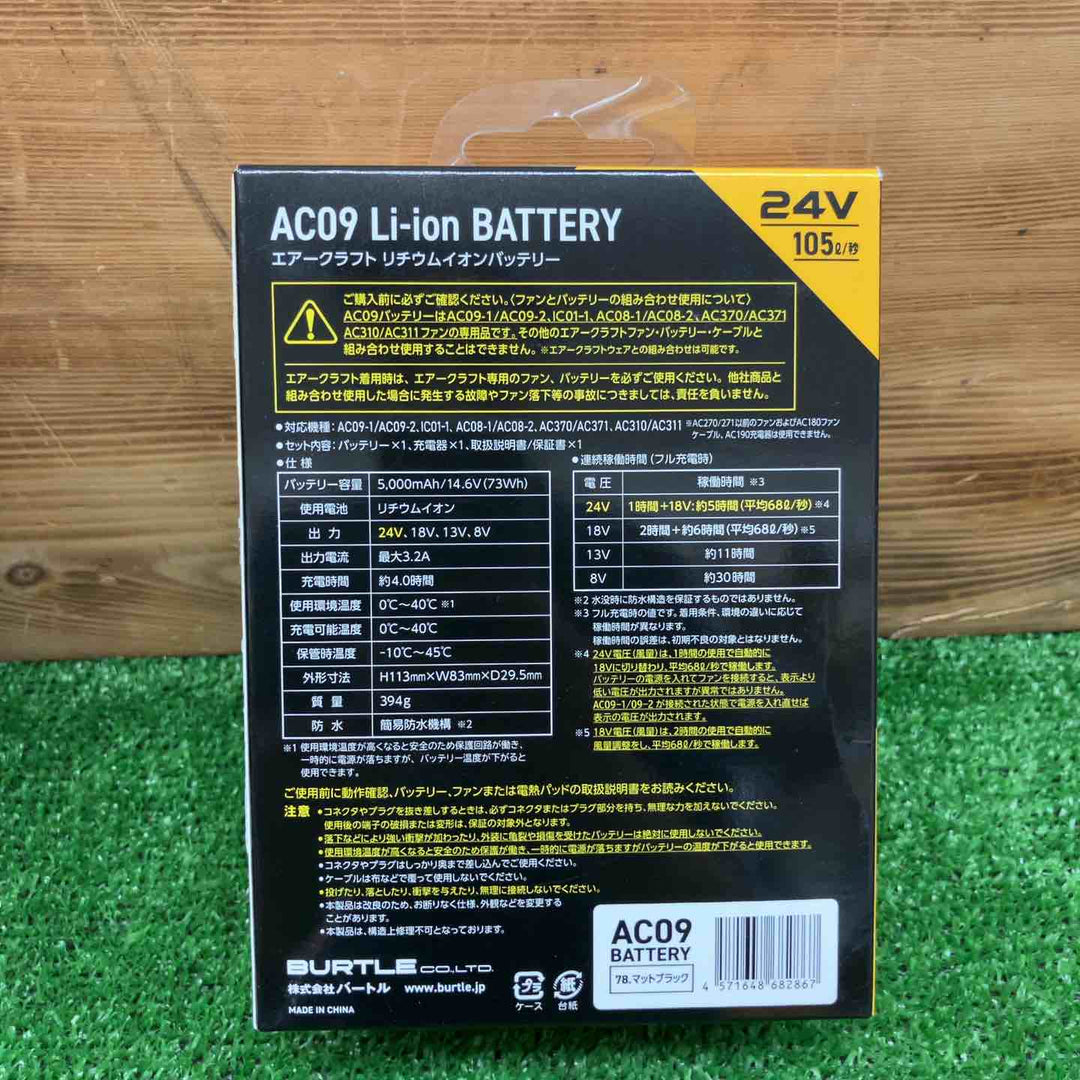 AC09 Li-ion BATTERY
エアークラフト リチウムイオンバッテリー
24V
105ℓ/秒
ご購入前に必ずご確認ください。〈ファンとバッテリーの組み合わせ使用について〉
AC09バッテリーはAC09-1/AC09-2、IC01-1、AC08-1/AC08-2、AC370/AC371
AC310/AC311ファンの専用品です。その他のエアークラフトファン・バッテリー・ケーブルと
組み合わせ使用することはできません。※エアークラフトウェアとの組み合わせは可能です。
エアークラフト着用時は、エアークラフト専用のファン、バッテリーを必ずご使用ください。他社商品と
組み合わせ使用した場合に発生する故障やファン落下等の事故につきましては、責任を負いません。
●対応機種：AC09-1/AC09-2、IC01-1、AC08-1/AC08-2、AC370/AC371、AC310/AC311 ※AC270/271以前のファンおよびAC180ファン
ケーブル、AC190充電器は使用できません。
●セット内容：バッテリー×1、充電器×1、取扱説明書/保証書×1
●仕 様
バッテリー容量 5,000mAh/14.6V(73Wh)
使用電池 リチウムイオン
出 力 24V、18V、13V、8V
出力電流 最大3.2A
充電時間 約4.0時間
使用環境温度 0℃〜40℃ ※1
充電可能温度 0℃〜40℃
保管時温度 -10℃〜45℃
外形寸法 H113mm×W83mm×D29.5mm
質 量 394g
防 水 簡易防水機構 ※2
※1 使用環境温度が高くなると安全のため保護回路が働き、
一時的に電源が落ちますが、バッテリー温度が下がると
使用できます。
●連続稼働時間（フル充電時）
電 圧 稼働時間 ※3
24V 1時間＋18V:約5時間(平均68ℓ/秒)※4
18V 2時間＋約6時間(平均68ℓ/秒)※5
13V 約11時間
8V 約30時間
※2 水没時に防水構造を保証するものではありません。
※3 フル充電時の値です。着用条件、環境の違いに応じて
稼働時間が異なります。
稼働時間の誤差は、初期不良の対象とはなりません。
※4 24V電圧(風量)は、1時間の使用で自動的に
18Vに切り替わり、平均68ℓ/秒で稼働します。
バッテリーの電源を入れてファンを接続すると、表示より
低い電圧が出力されますが異常ではありません。
AC09-1/09-2 が接続された状態で電源を入れ直せば
表示の電圧が出力されます。
※5 18V電圧(風量)は、2時間の使用で自動的に
風量調整をし、平均68ℓ/秒で稼働します。
ご使用前に動作確認、バッテリー、ファンまたは電熱パッドの取扱説明書をお読みください。
注意 ●コネクタやプラグを抜き差しするときは、必ずコネクタまたはプラグ部分を持ち、無理な力を加えないでください。
使用後の端子の破損または変形は、保証の対象外となります。
●落下などにより強い衝撃が加わったり、外装に亀裂や損傷を受けたバッテリーは絶対に使用しないでください。
●使用環境温度が高くなると安全のため保護が働き、一時的に電源が落ちますがバッテリーの温度が下がると使用できます。
●コネクタやプラグはしっかり奥まで差し込んでご使用ください。
●ケーブルは布などで覆って使用しないでください。
●投げたり、落としたり、衝撃を与えたり、無理に接続しないでください。
●本製品は改良のため、お断りなく仕様、外観などを変更する
ことがあります。
●本製品は、構造上修理不可となっております。
BURTLE CO.,LTD.
株式会社バートル www.burtle.jp
MADE IN CHINA
プラ
ケース
紙
台紙
AC09
BATTERY
78.マットブラック
4 571648 682867